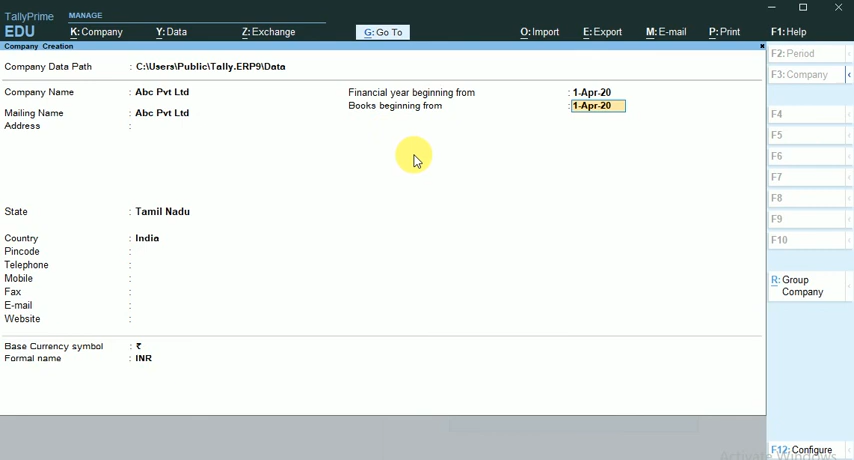 TallyPrime
MANAGE
EDU
K: Company
Y: Data
Z: Exchange
G: Go To
O: Import
E: Export
M: E-mail
P: Print
F1: Help
Company Creation
F2: Period
Company Data Path : C:\Users\Public\Tally.ERP9\Data
F3: Company
Company Name : Abc Pvt Ltd
Financial year beginning from : 1-Apr-20
Books beginning from : 1-Apr-20
Mailing Name : Abc Pvt Ltd
Address :
F4
F5
F6
F7
F8
State : Tamil Nadu
F9
Country : India
F10
Pincode :
Telephone :
Mobile :
R: Group Company
Fax :
E-mail :
Website :
Base Currency symbol : ₹
Formal name : INR
F12: Configure
Activate Windows